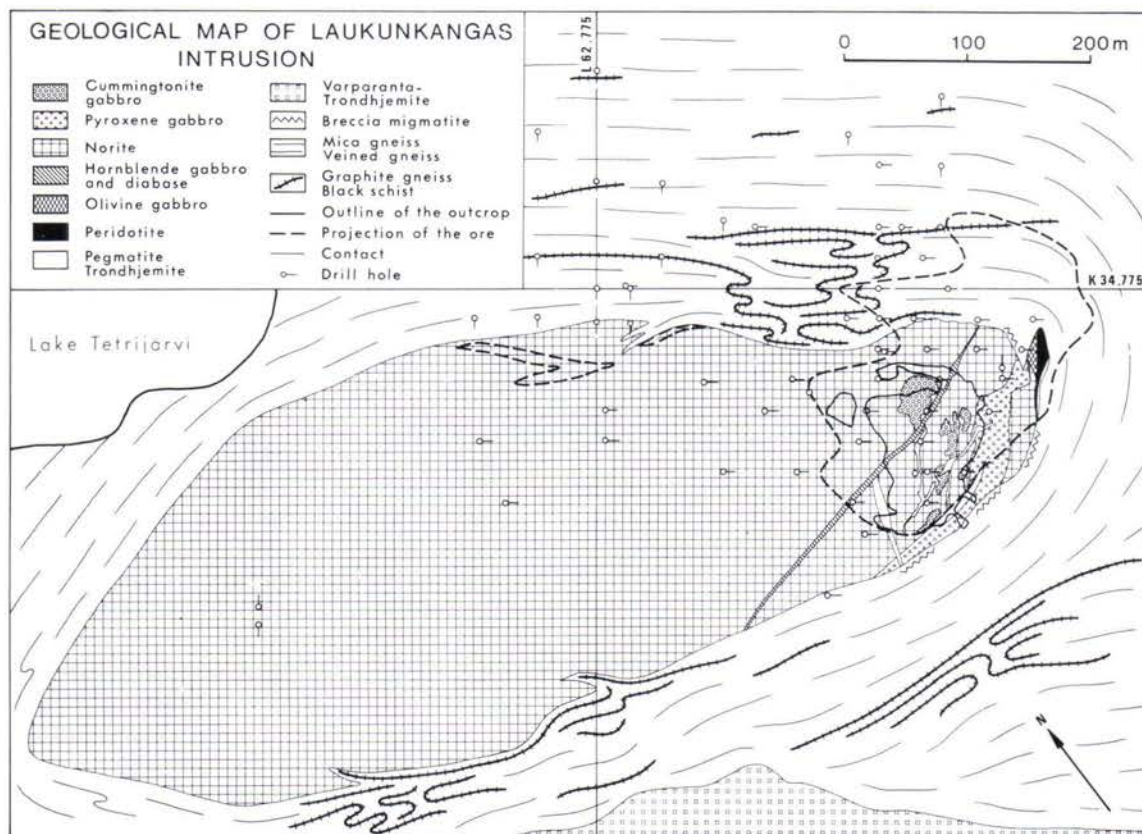 GEOLOGICAL MAP OF LAUKUNKANGAS
INTRUSION
Cummingtonite
gabbro
Pyroxene gabbro
Norite
Hornblende gabbro
and diabase
Olivine gabbro
Peridotite
Pegmatite
Trondhjemite
Varparanta-
Trondhjemite
Breccia migmatite
Mica gneiss
Veined gneiss
Graphite gneiss
Black schist
Outline of the outcrop
Projection of the ore
Contact
Drill hole
L 62.775
0 100 200 m
K 34.775
Lake Tetrijärvi
N